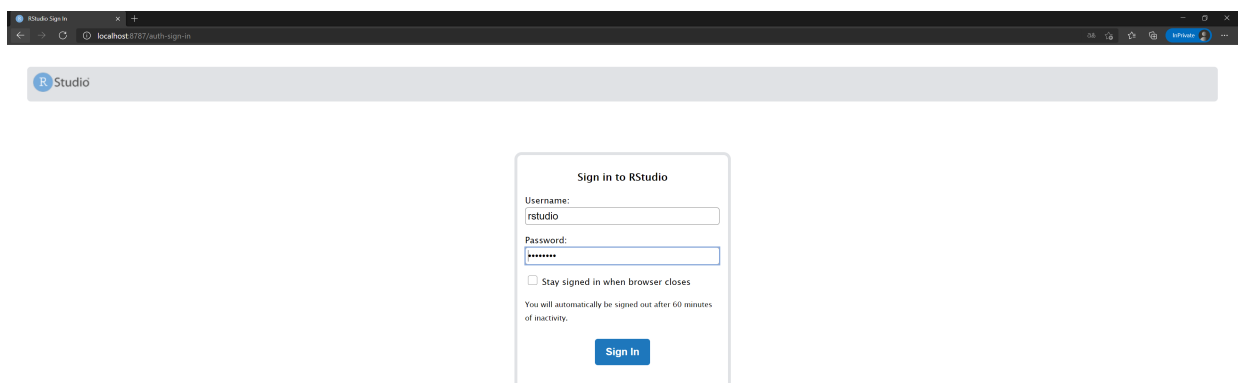 RStudio Sign In
localhost:8787/auth-sign-in
InPrivate
R Studio
Sign in to RStudio
Username:
rstudio
Password:
••••••••
Stay signed in when browser closes
You will automatically be signed out after 60 minutes
of inactivity.
Sign In